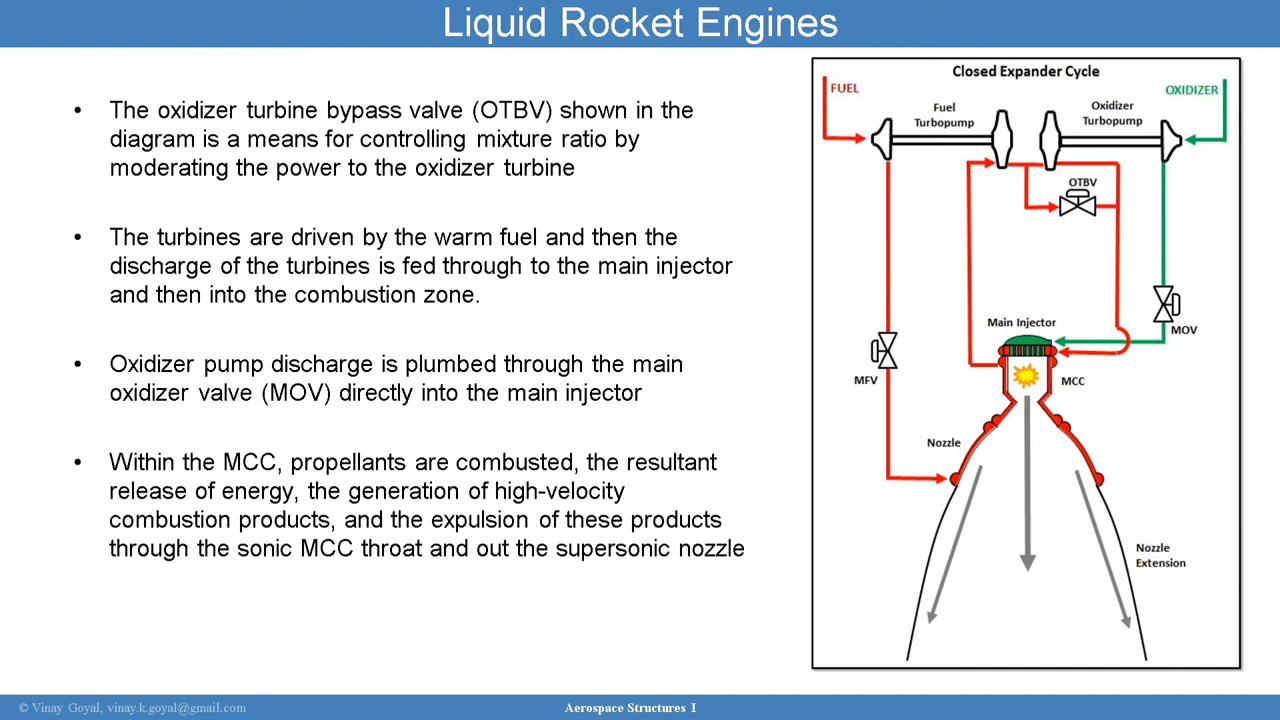 Liquid Rocket Engines
• The oxidizer turbine bypass valve (OTBV) shown in the
diagram is a means for controlling mixture ratio by
moderating the power to the oxidizer turbine
• The turbines are driven by the warm fuel and then the
discharge of the turbines is fed through to the main injector
and then into the combustion zone.
• Oxidizer pump discharge is plumbed through the main
oxidizer valve (MOV) directly into the main injector
• Within the MCC, propellants are combusted, the resultant
release of energy, the generation of high-velocity
combustion products, and the expulsion of these products
through the sonic MCC throat and out the supersonic nozzle
Closed Expander Cycle
FUEL
OXIDIZER
Fuel
Turbopump
Oxidizer
Turbopump
OTBV
Main Injector
MOV
MFV
MCC
Nozzle
Nozzle
Extension
© Vinay Goyal, vinay.k.goyal@gmail.com
Aerospace Structures I